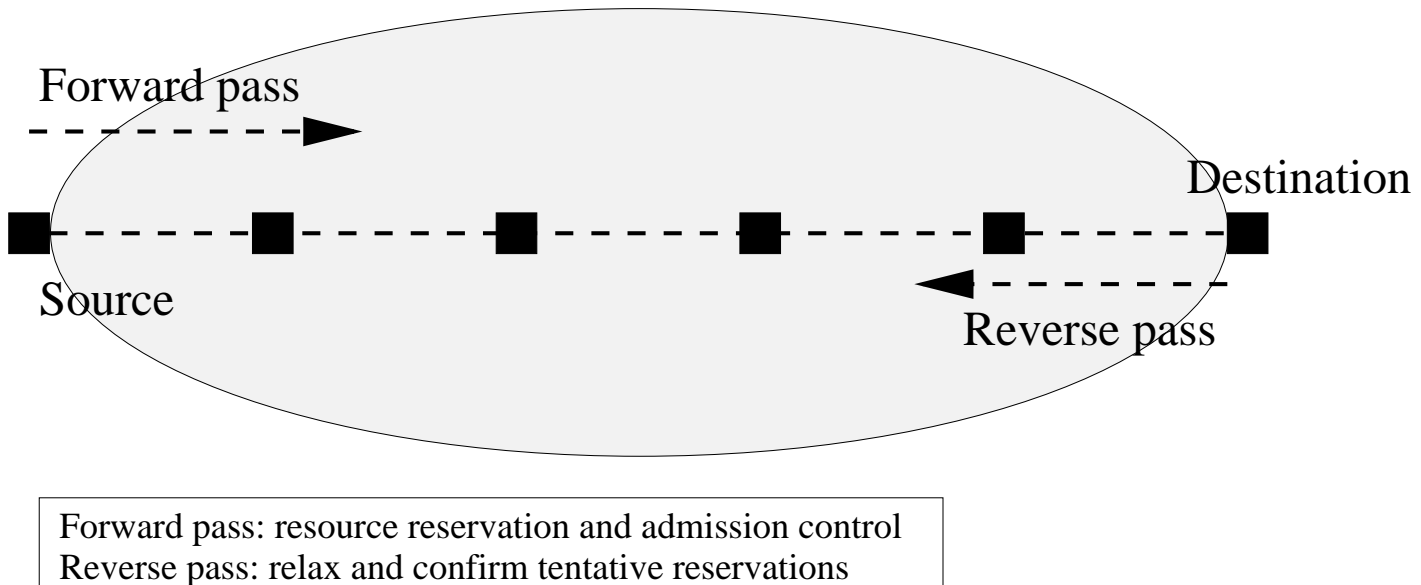 Forward pass
Destination
Source
Reverse pass
Forward pass: resource reservation and admission control
Reverse pass: relax and confirm tentative reservations